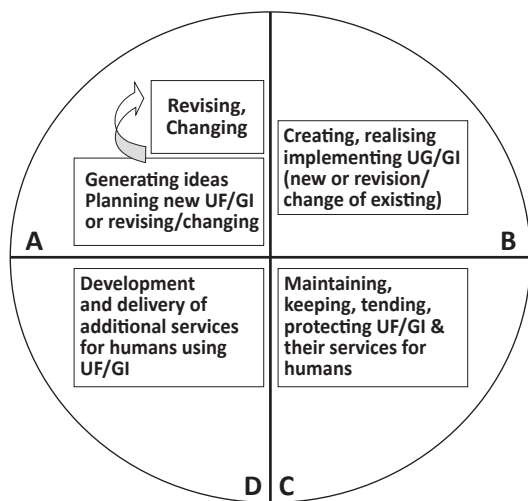 Revising,
Changing
Generating ideas
Planning new UF/GI
or revising/changing
A
Creating, realising
implementing UG/GI
(new or revision/
change of existing)
B
Development
and delivery of
additional services
for humans using
UF/GI
D
Maintaining,
keeping, tending,
protecting UF/GI &
their services for
humans
C